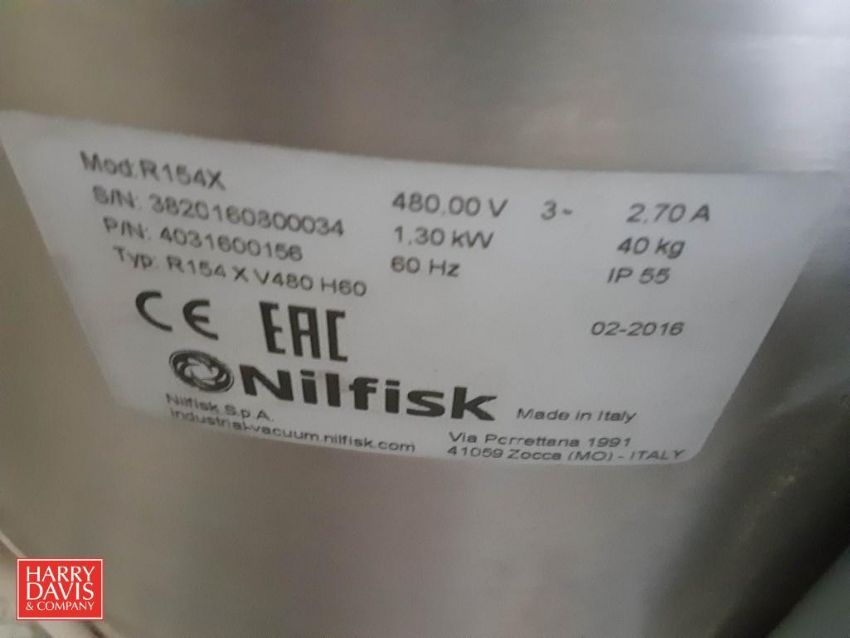 Mod: R154X
S/N: 3820160800034
P/N: 4031600156
Typ: R154 X V480 H60
480,00 V 3~ 2,70 A
1,30 kW 40 kg
60 Hz IP 55
02-2016
CE EAC
Nilfisk Made in Italy
Nilfisk S.p.A.
industrial-vacuum.nilfisk.com
Via Porrettana 1991
41059 Zocca (MO) - ITALY
HARRY
DAVIS
& COMPANY